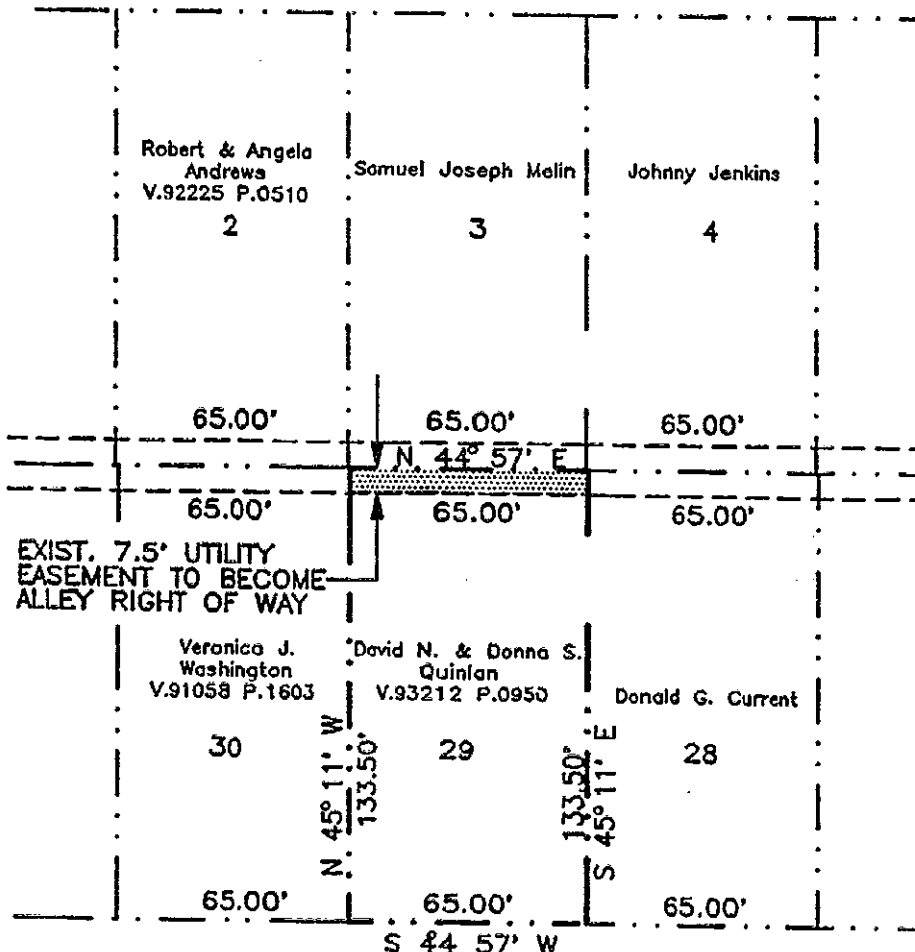 Robert & Angela
Andrews
V.92225 P.0510
2
Samuel Joseph Melin
3
Johnny Jenkins
4
65.00'
65.00'
65.00'
N. 44° 57' E
65.00'
65.00'
65.00'
EXIST. 7.5' UTILITY
EASEMENT TO BECOME
ALLEY RIGHT OF WAY
Veronica J.
Washington
V.91058 P.1603
30
David N. & Donna S.
Quinlan
V.93212 P.0950
29
Donald G. Current
28
N 45° 11' W
133.50'
133.50'
S 45° 11' E
65.00'
65.00'
65.00'
S 44 57' W